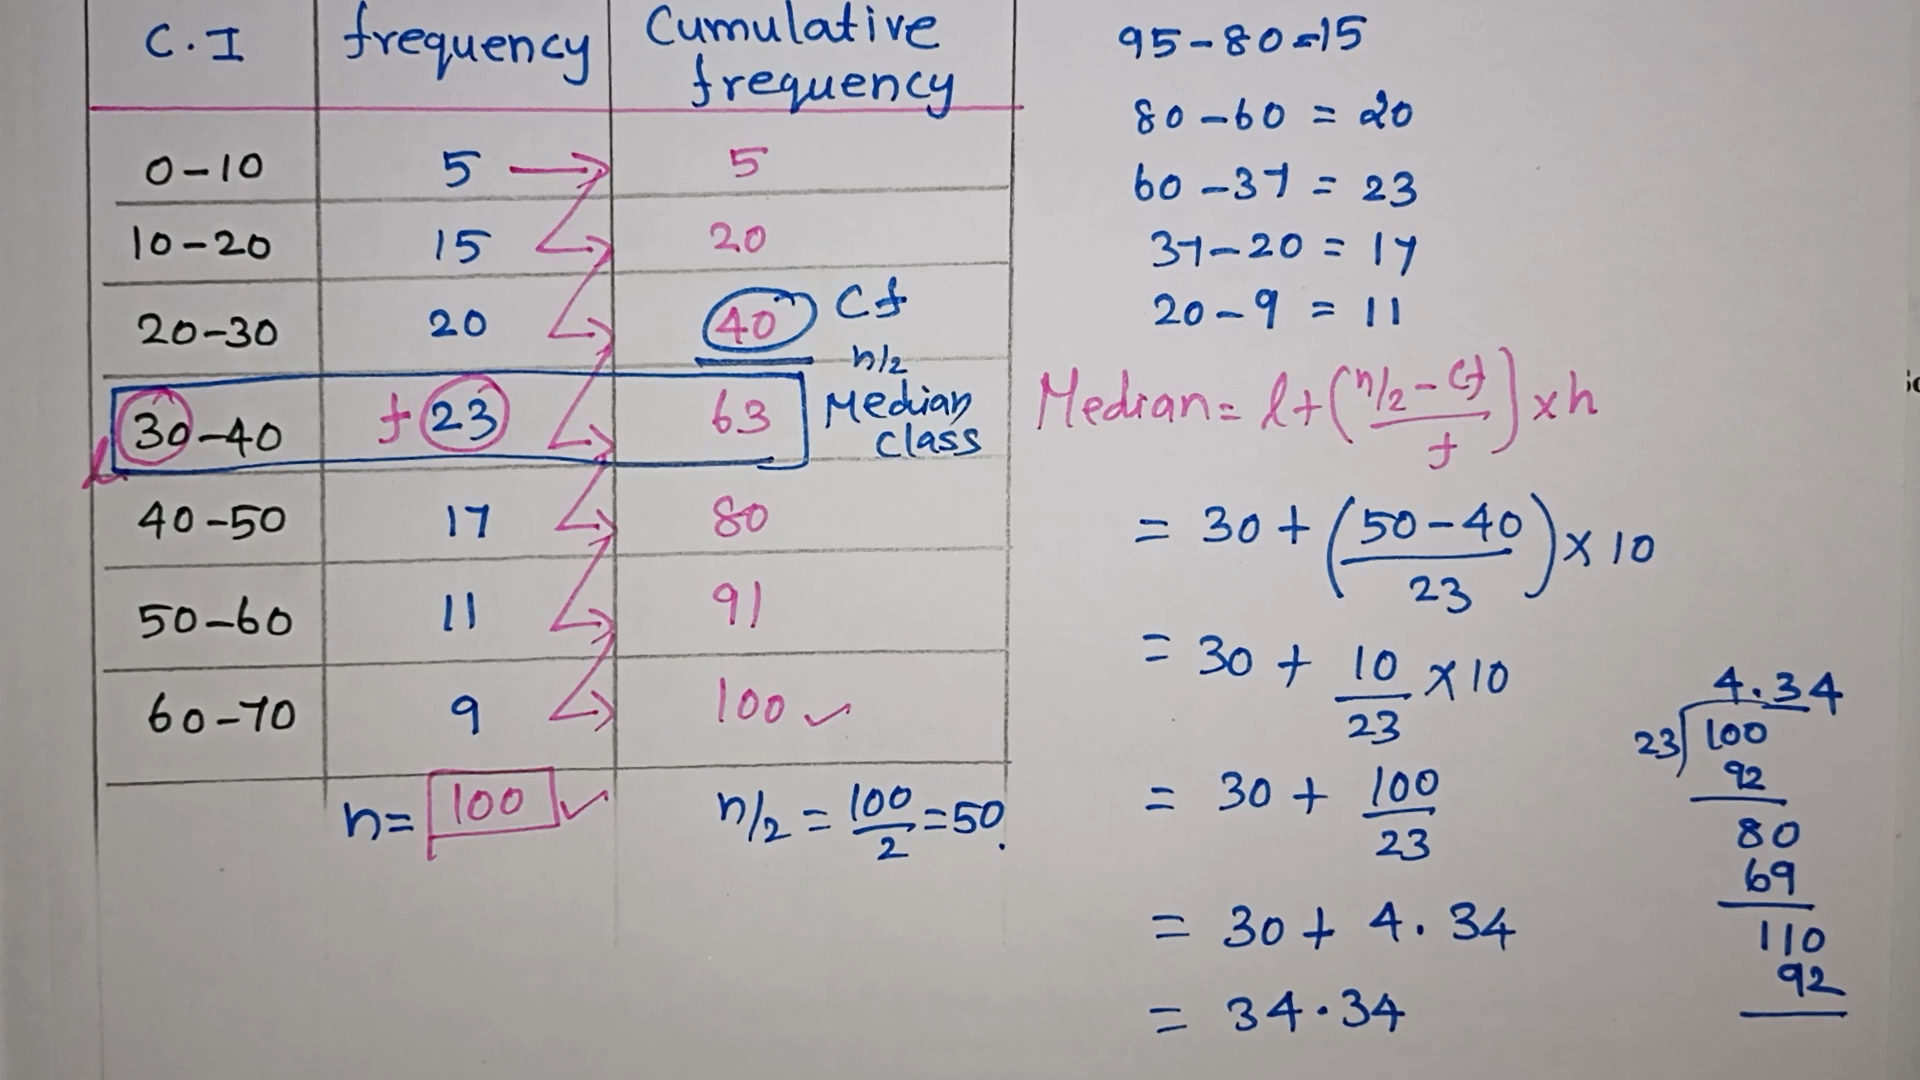 C.I frequency Cumulative frequency
0-10 5 5
10-20 15 20
20-30 20 40 Cf
n/2
l 30-40 f 23 63 Median class
40-50 17 80
50-60 11 91
60-70 9 100 ✓
n= 100 ✓ n/2 = 100/2 = 50.
95-80=15
80-60 = 20
60-37 = 23
37-20 = 17
20-9 = 11
Median = l+(n/2-Cf/f)xh
= 30 + (50-40/23) x 10
= 30 + 10/23 x 10
= 30 + 100/23
= 30 + 4.34
= 34.34
4.34
23 100
92
80
69
110
92